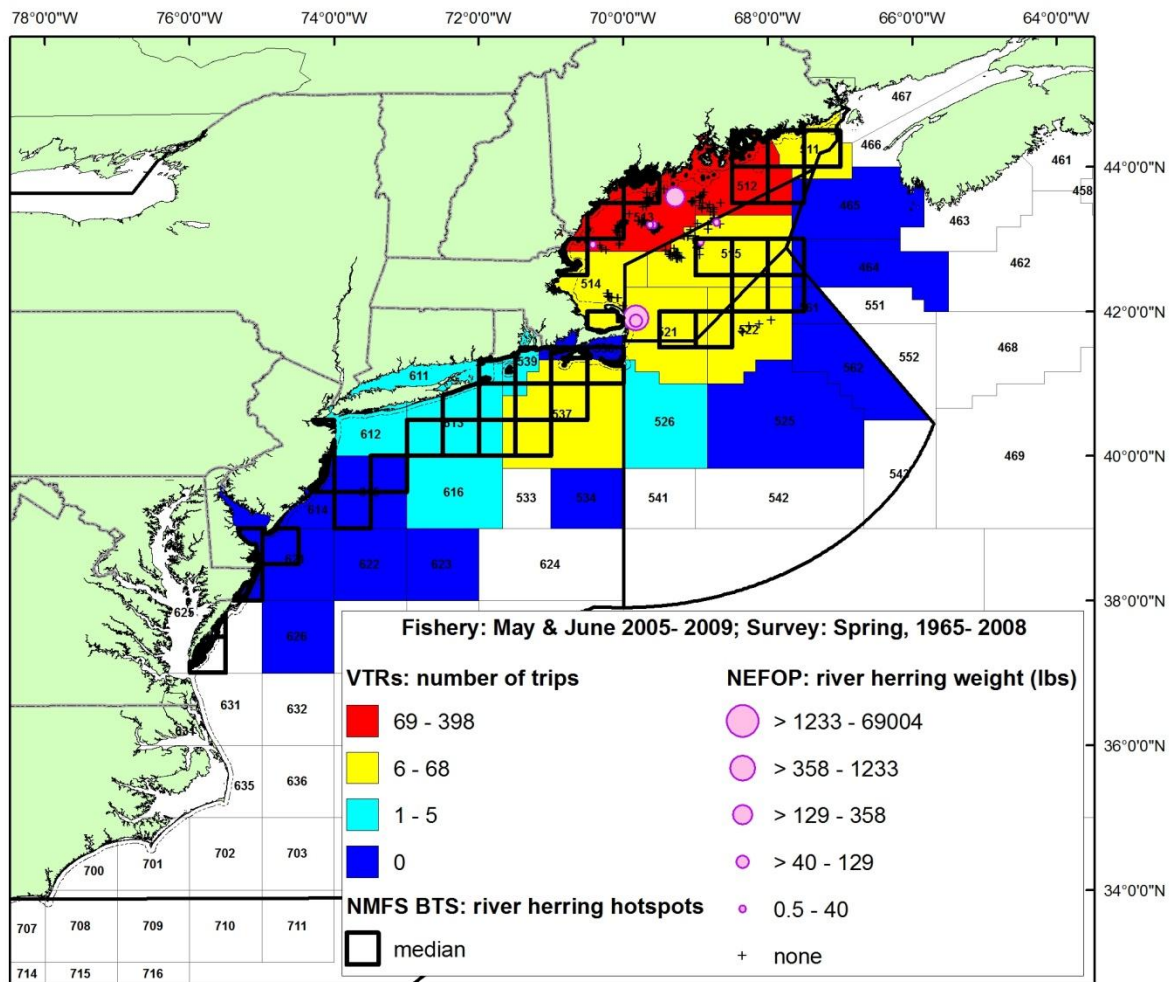 78°0'0"W 76°0'0"W 74°0'0"W 72°0'0"W 70°0'0"W 68°0'0"W 66°0'0"W 64°0'0"W
467
466
511
461
44°0'0"N
458
512
465
463
513
515
464
462
514
551
42°0'0"N
521
522
561
468
552
539
562
611
537
612
613
526
525
40°0'0"N
469
616
533
534
541
542
543
614
622
623
624
621
38°0'0"N
625
626
631
632
631
36°0'0"N
635
636
702
703
701
700
34°0'0"N
707 708 709 710 711
714 715 716
Fishery: May & June 2005- 2009; Survey: Spring, 1965- 2008
VTRs: number of trips
69 - 398
6 - 68
1 - 5
0
NMFS BTS: river herring hotspots
median
NEFOP: river herring weight (lbs)
> 1233 - 69004
> 358 - 1233
> 129 - 358
> 40 - 129
0.5 - 40
none